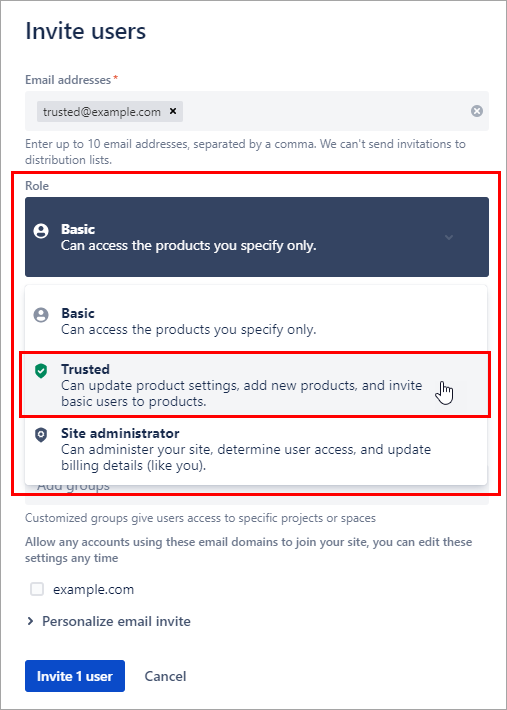 Invite users
Email addresses*
trusted@example.com ×
Enter up to 10 email addresses, separated by a comma. We can't send invitations to
distribution lists.
Role
Basic
Can access the products you specify only.
Basic
Can access the products you specify only.
Trusted
Can update product settings, add new products, and invite
basic users to products.
Site administrator
Can administer your site, determine user access, and update
billing details (like you).
Add groups
Customized groups give users access to specific projects or spaces
Allow any accounts using these email domains to join your site, you can edit these
settings any time
example.com
Personalize email invite
Invite 1 user Cancel